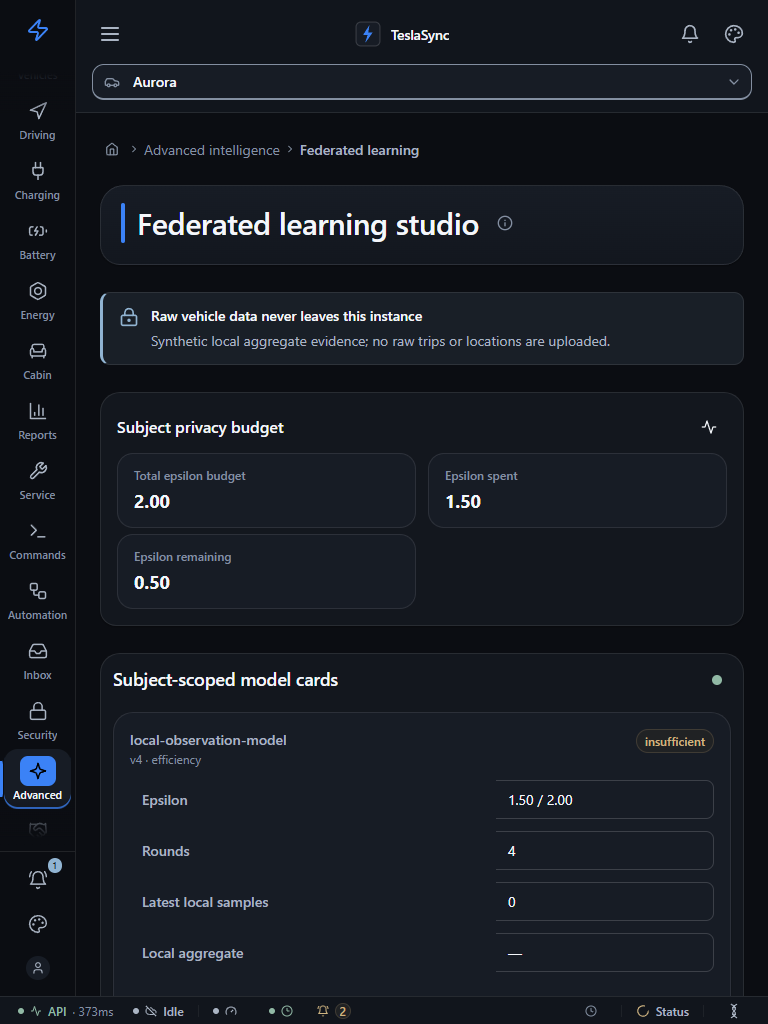 TeslaSync
Aurora
Driving
Charging
Battery
Energy
Cabin
Reports
Service
Commands
Automation
Inbox
Security
Advanced
1
Advanced intelligence
Federated learning
Federated learning studio
Raw vehicle data never leaves this instance
Synthetic local aggregate evidence; no raw trips or locations are uploaded.
Subject privacy budget
Total epsilon budget
2.00
Epsilon spent
1.50
Epsilon remaining
0.50
Subject-scoped model cards
local-observation-model
insufficient
v4 · efficiency
Epsilon
1.50 / 2.00
Rounds
4
Latest local samples
0
Local aggregate
—
API · 373ms
Idle
2
Status